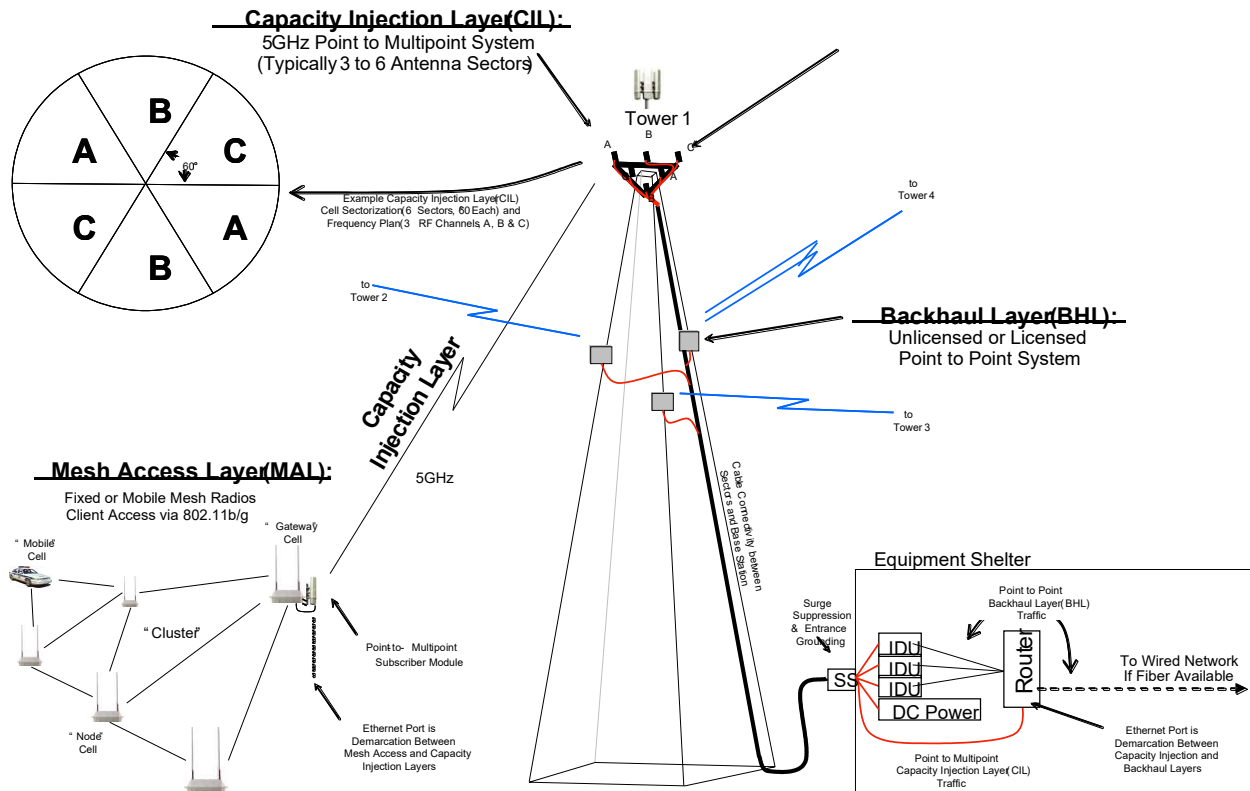 Capacity Injection Layer(CIL):
5GHz Point to Multipoint System
(Typically 3 to 6 Antenna Sectors)
B
A
C
60°
C
A
B
Tower 1
B
A
C
C
A
B
Example Capacity Injection Layer(CIL)
Cell Sectorization(6 Sectors, 60 Each) and
Frequency Plan(3 RF Channels, A, B & C)
to
Tower 4
to
Tower 2
Backhaul Layer(BHL):
Unlicensed or Licensed
Point to Point System
to
Tower 3
Capacity
Injection Layer
5GHz
Mesh Access Layer(MAL):
Fixed or Mobile Mesh Radios
Client Access via 802.11b/g
“Gateway”
Cell
“Mobile”
Cell
“Cluster”
Point-to- Multipoint
Subscriber Module
“Node”
Cell
Ethernet Port is
Demarcation Between
Mesh Access and Capacity
Injection Layers
Cable Connectivity between
Sectors and Base Station
Equipment Shelter
Surge
Suppression
& Entrance
Grounding
Point to Point
Backhaul Layer(BHL)
Traffic
SS
IDU
IDU
IDU
DC Power
Router
To Wired Network
If Fiber Available
Point to Multipoint
Capacity Injection Layer(CIL)
Traffic
Ethernet Port is
Demarcation Between
Capacity Injection and
Backhaul Layers